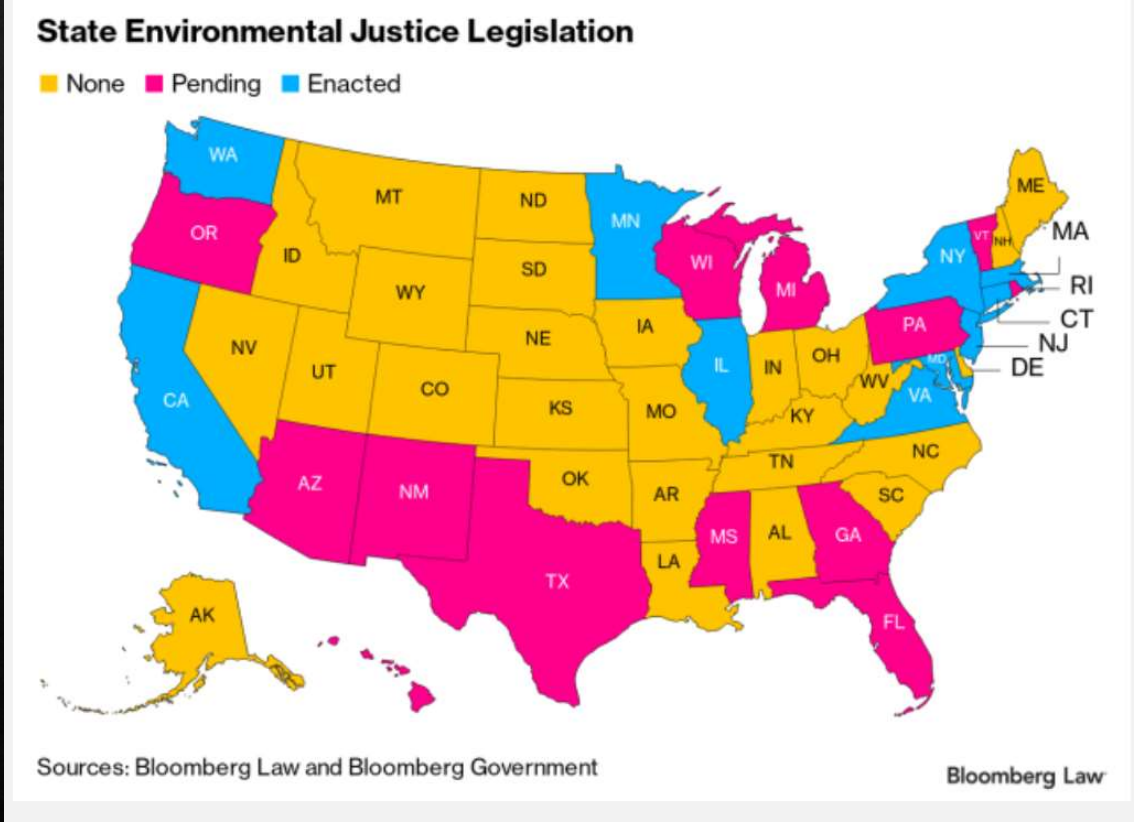 State Environmental Justice Legislation
None Pending Enacted
WA
MT
ND
MN
ME
OR
ID
SD
WI
MI
NY
VT
NH
MA
WY
RI
IA
PA
CT
NV
NE
NJ
UT
CO
IL
IN
OH
MD
DE
CA
KS
MO
WV
VA
KY
AZ
NM
OK
AR
TN
NC
SC
TX
LA
MS
AL
GA
AK
FL
Sources: Bloomberg Law and Bloomberg Government
Bloomberg Law